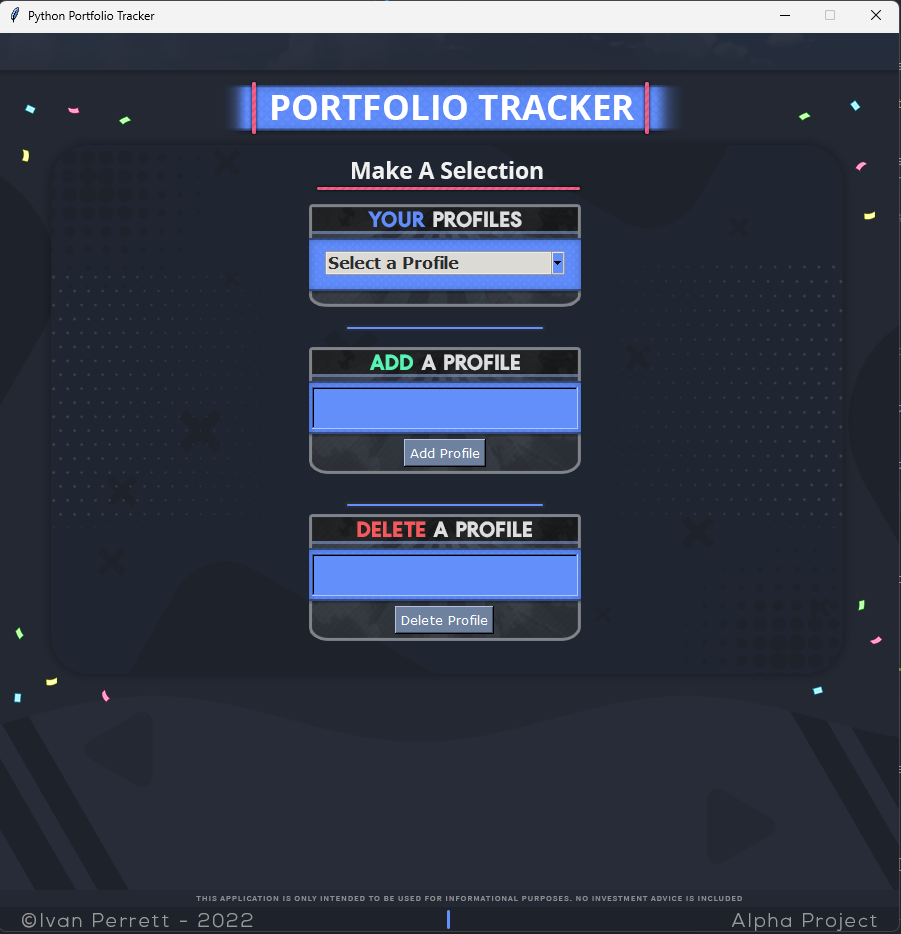 Python Portfolio Tracker
PORTFOLIO TRACKER
Make A Selection
YOUR PROFILES
Select a Profile
ADD A PROFILE
Add Profile
DELETE A PROFILE
Delete Profile
THIS APPLICATION IS ONLY INTENDED TO BE USED FOR INFORMATIONAL PURPOSES. NO INVESTMENT ADVICE IS INCLUDED
©Ivan Perrett - 2022
Alpha Project